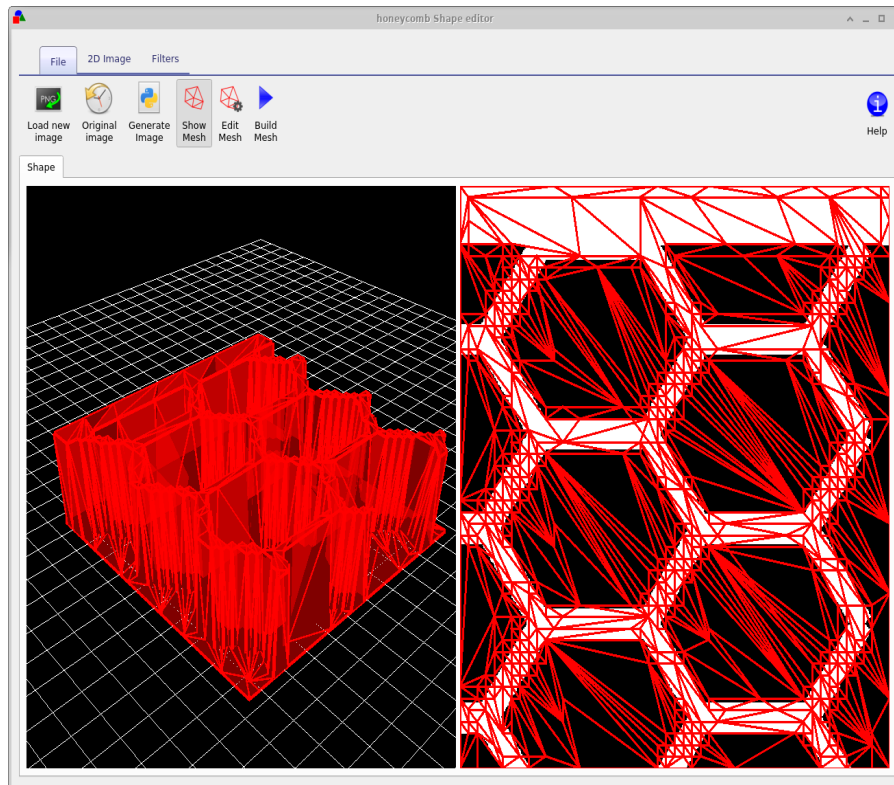 honeycomb Shape editor
File
2D Image
Filters
PNG
Load new
image
Original
image
Generate
Image
Show
Mesh
Edit
Mesh
Build
Mesh
Help
Shape